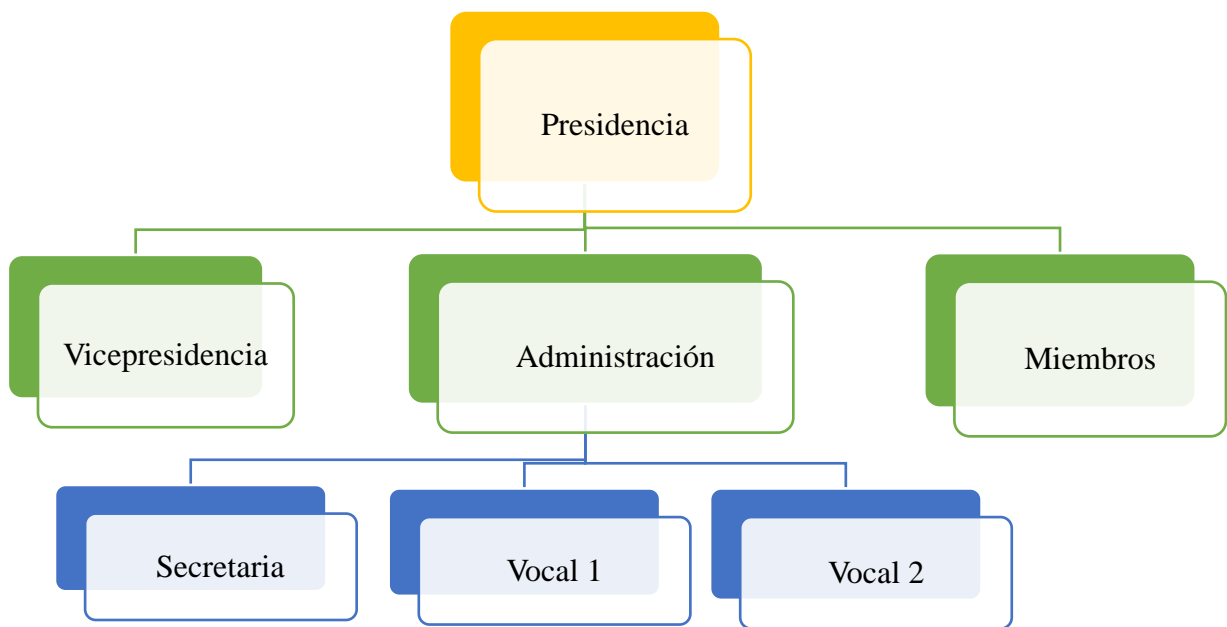 Presidencia
Vicepresidencia
Administración
Miembros
Secretaria
Vocal 1
Vocal 2